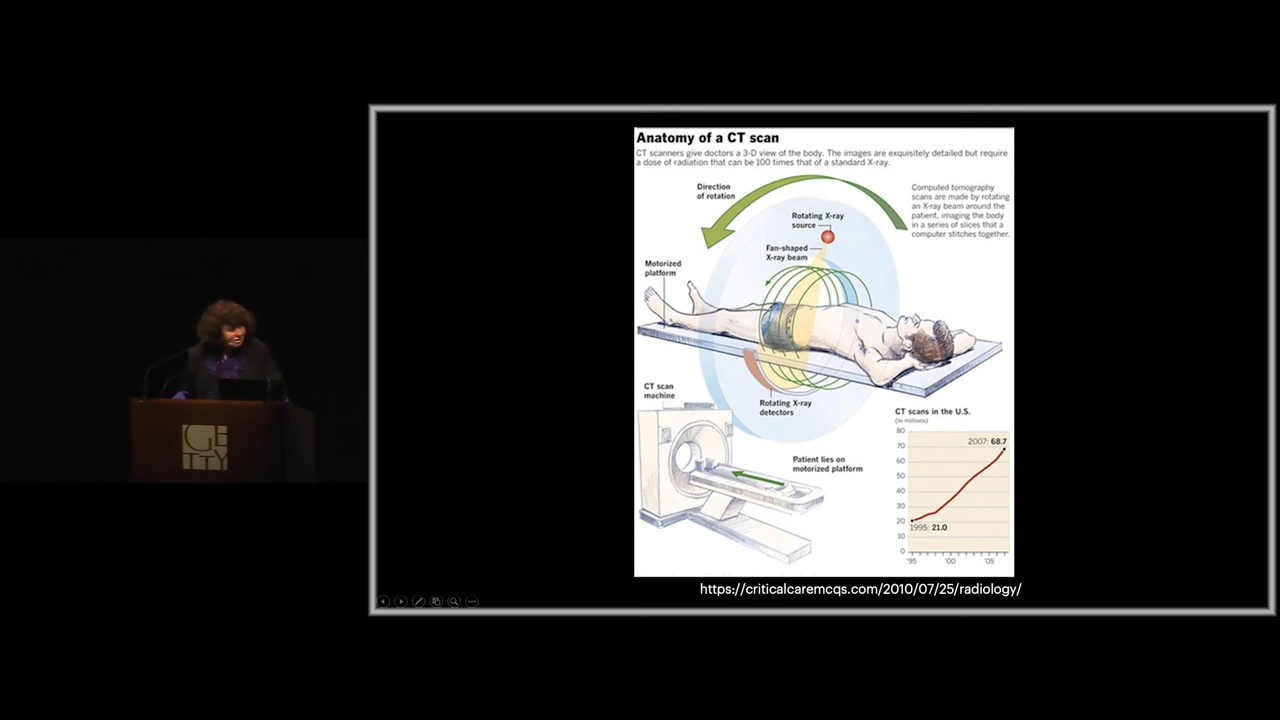 Anatomy of a CT scan
CT scanners give doctors a 3-D view of the body. The images are exquisitely detailed but require
a dose of radiation that can be 100 times that of a standard X-ray.
Direction
of rotation
Computed tomography
scans are made by rotating
an X-ray beam around the
patient, imaging the body
in a series of slices that a
computer stitches together.
Rotating X-ray
source
Fan-shaped
X-ray beam
Motorized
platform
CT scan
machine
Rotating X-ray
detectors
Patient lies on
motorized platform
CT scans in the U.S.
(In millions)
80
70
60
50
40
30
20
10
0
2007: 68.7
1995: 21.0
'95
'00
'05
https://criticalcaremcqs.com/2010/07/25/radiology/
GE
TTY